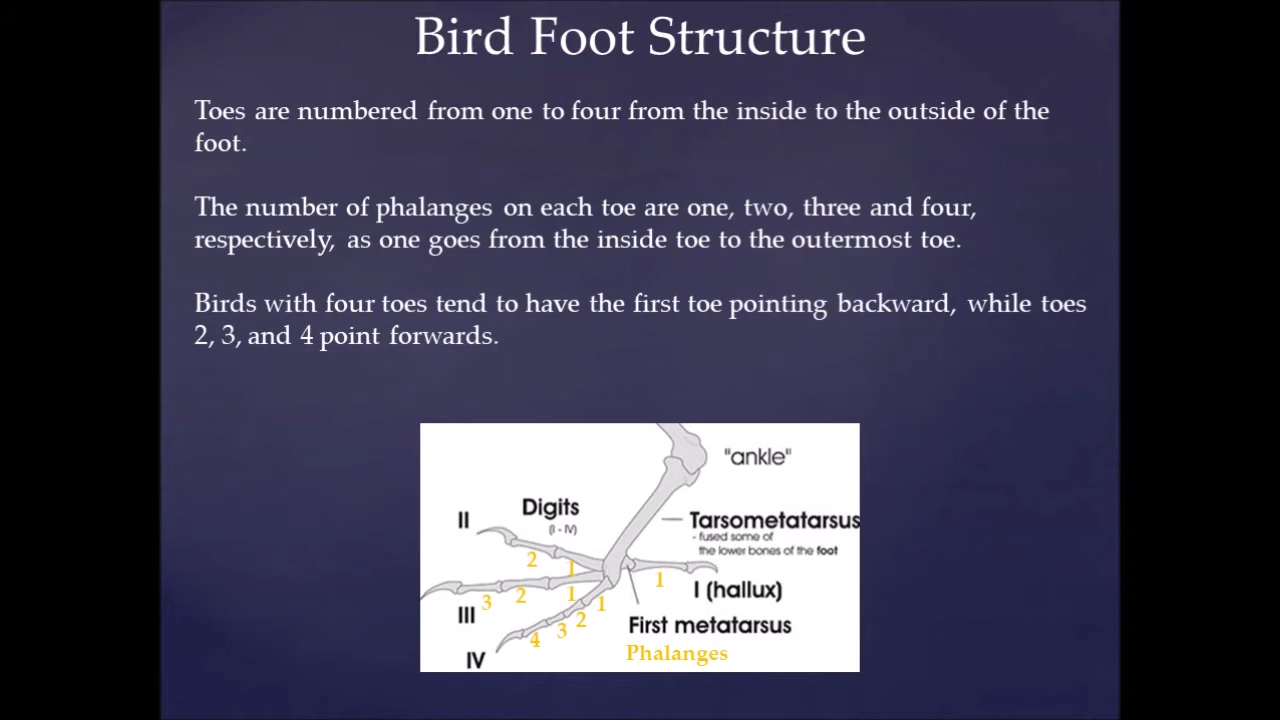 Bird Foot Structure
Toes are numbered from one to four from the inside to the outside of the
foot.
The number of phalanges on each toe are one, two, three and four,
respectively, as one goes from the inside toe to the outermost toe.
Birds with four toes tend to have the first toe pointing backward, while toes
2, 3, and 4 point forwards.
"ankle"
Digits
(I - IV)
II
Tarsometatarsus
- fused some of
the lower bones of the foot
2
1
1
I (hallux)
3
2
1
1
III
2
3
4
First metatarsus
Phalanges
IV